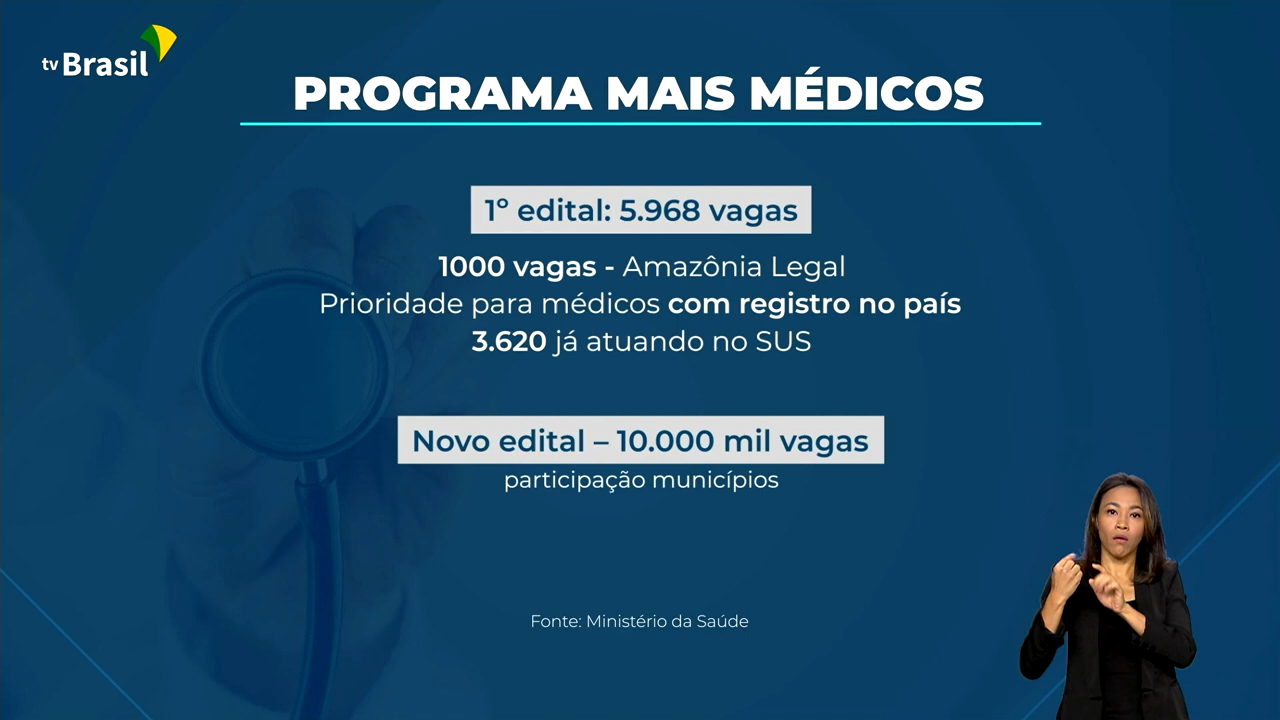 tv Brasil
PROGRAMA MAIS MÉDICOS
1º edital: 5.968 vagas
1000 vagas - Amazônia Legal
Prioridade para médicos com registro no país
3.620 já atuando no SUS
Novo edital – 10.000 mil vagas
participação municípios
Fonte: Ministério da Saúde